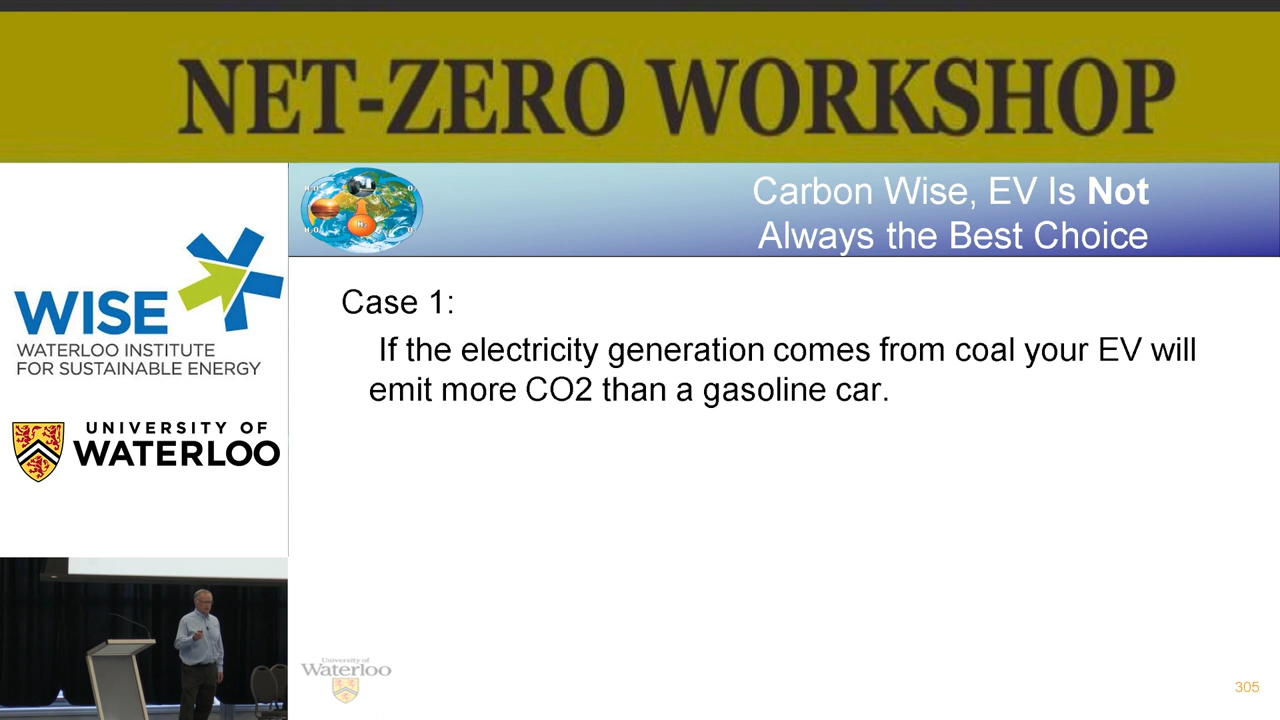 NET-ZERO WORKSHOP
Carbon Wise, EV Is Not
Always the Best Choice
WISE
WATERLOO INSTITUTE
FOR SUSTAINABLE ENERGY
UNIVERSITY OF
WATERLOO
Case 1:
If the electricity generation comes from coal your EV will
emit more CO2 than a gasoline car.
University of
Waterloo
305